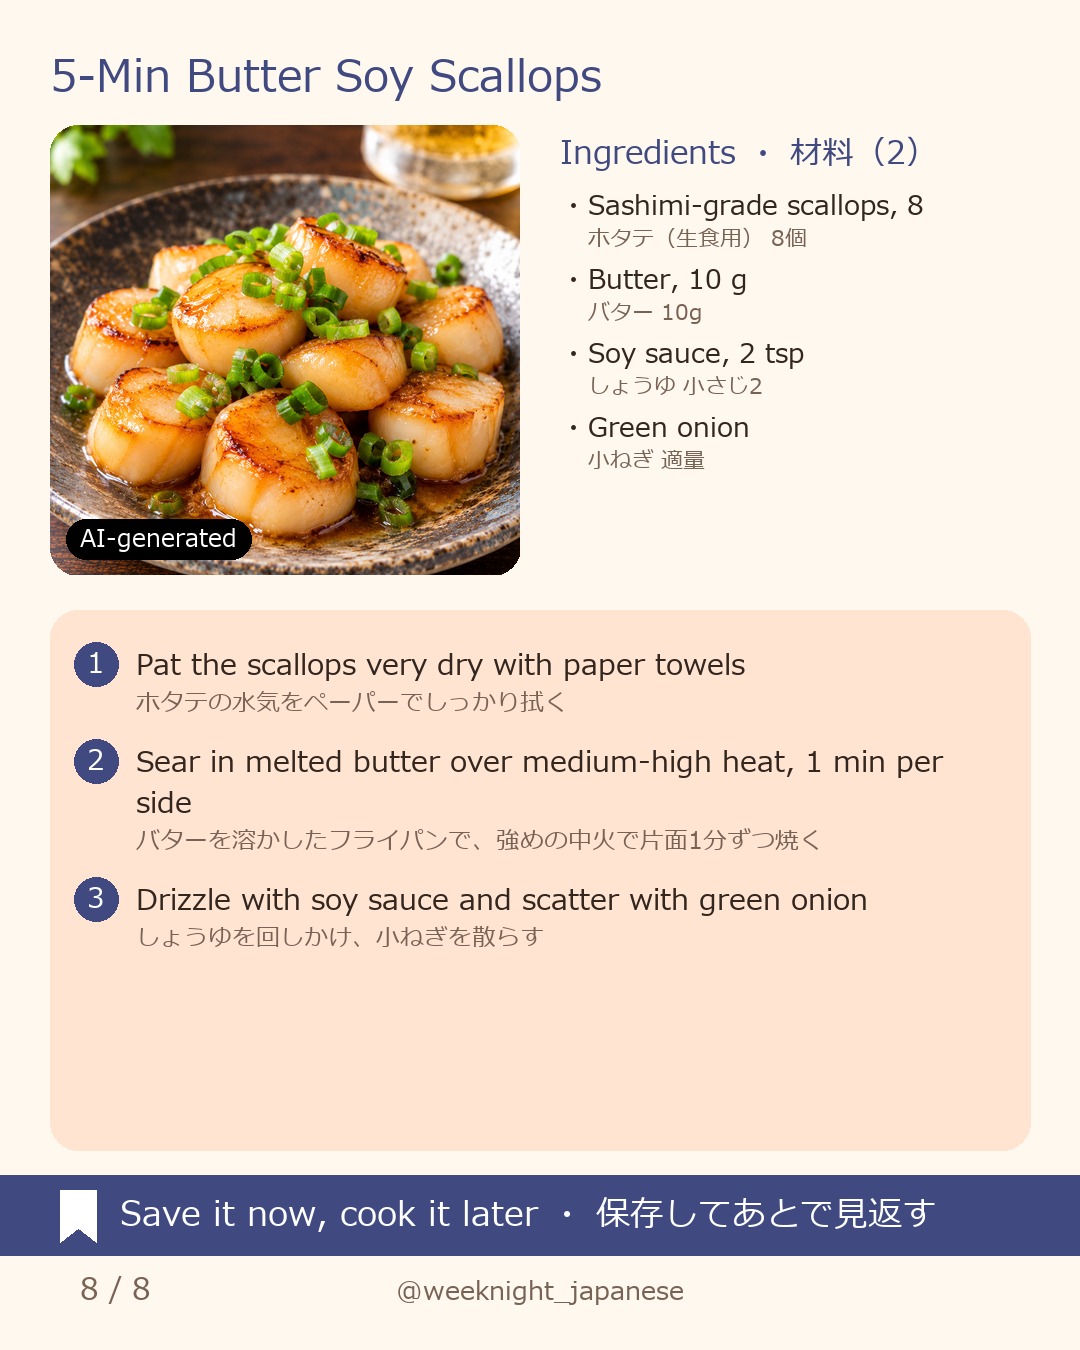 5-Min Butter Soy Scallops
AI-generated
Ingredients ・ 材料（2）
・Sashimi-grade scallops, 8
ホタテ（生食用） 8個
・Butter, 10 g
バター 10g
・Soy sauce, 2 tsp
しょうゆ 小さじ2
・Green onion
小ねぎ 適量
1 Pat the scallops very dry with paper towels
ホタテの水気をペーパーでしっかり拭く
2 Sear in melted butter over medium-high heat, 1 min per
side
バターを溶かしたフライパンで、強めの中火で片面1分ずつ焼く
3 Drizzle with soy sauce and scatter with green onion
しょうゆを回しかけ、小ねぎを散らす
Save it now, cook it later ・ 保存してあとで見返す
8 / 8
@weeknight_japanese